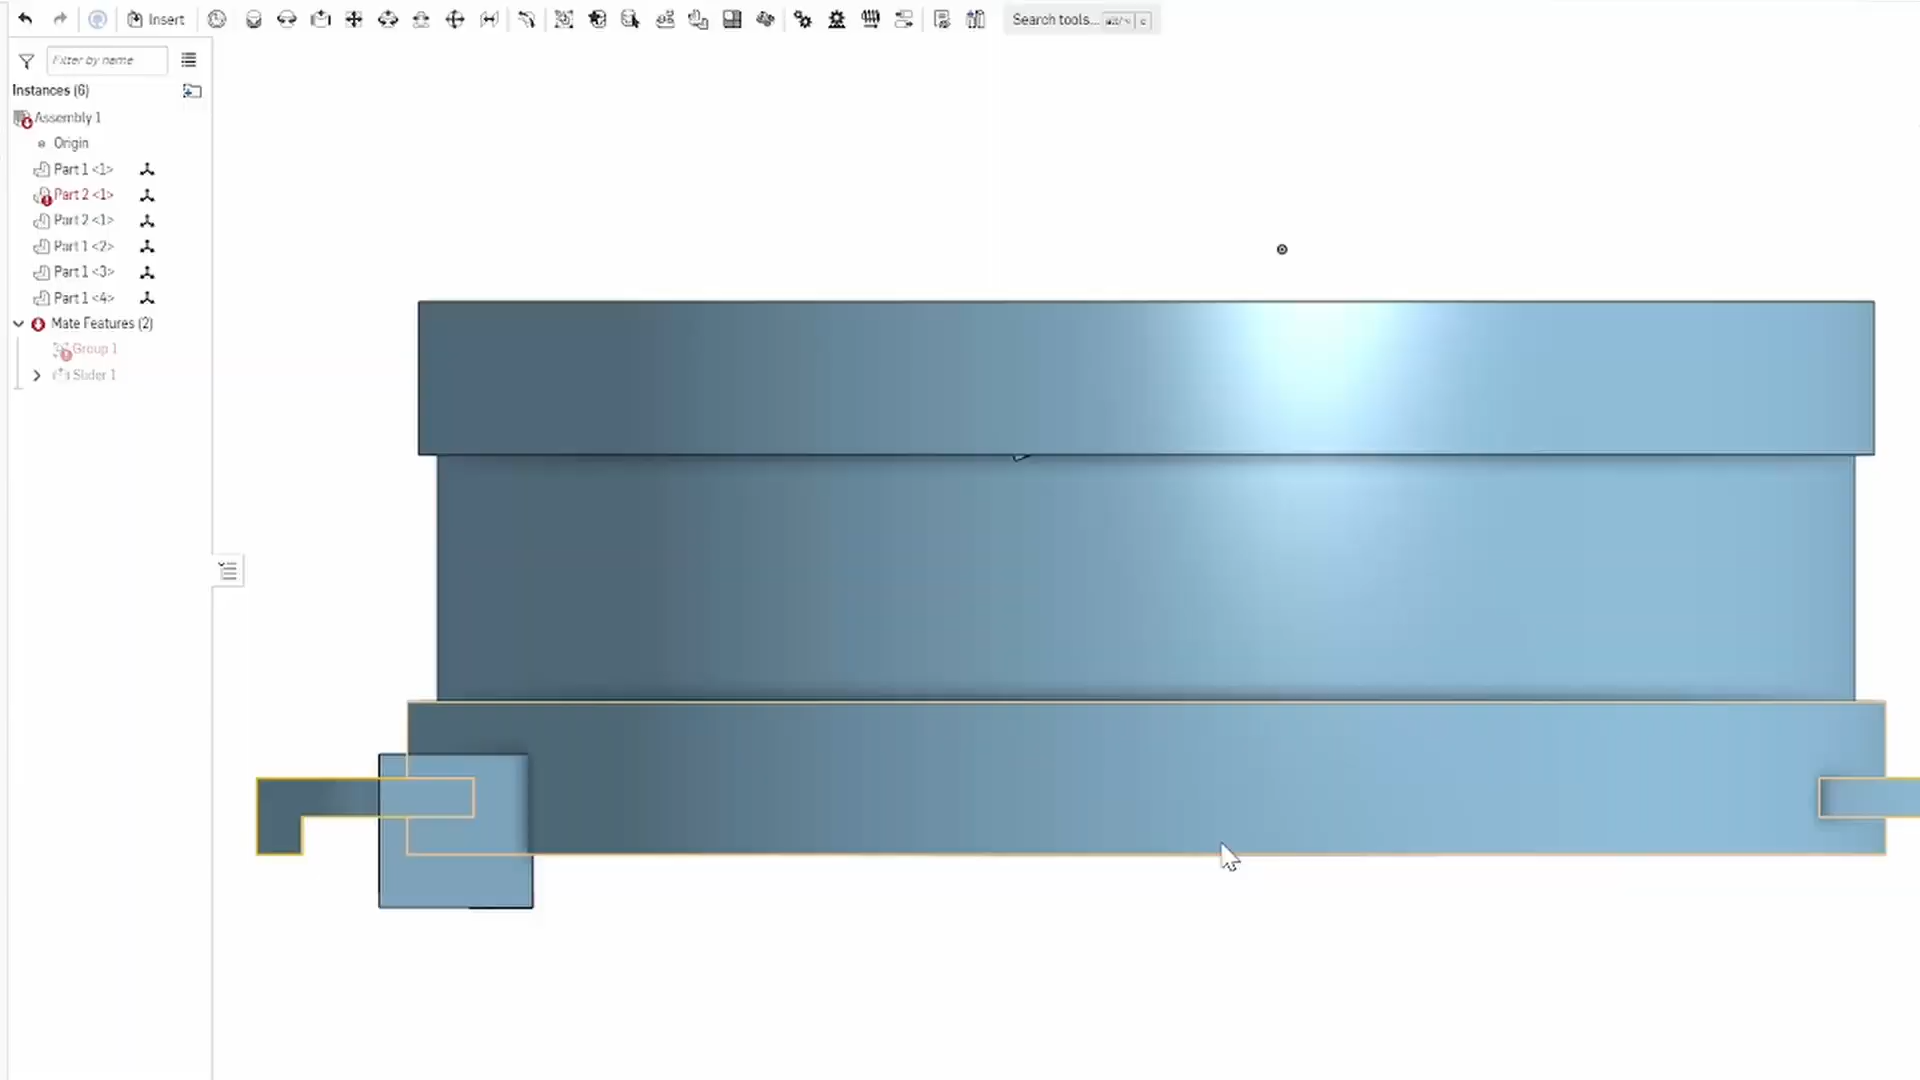 Insert
Search tools... alt/⌥ c
Filter by name
Instances (6)
Assembly 1
Origin
Part 1 <1>
Part 2 <1>
Part 2 <1>
Part 1 <2>
Part 1 <3>
Part 1 <4>
Mate Features (2)
Group 1
Slider 1